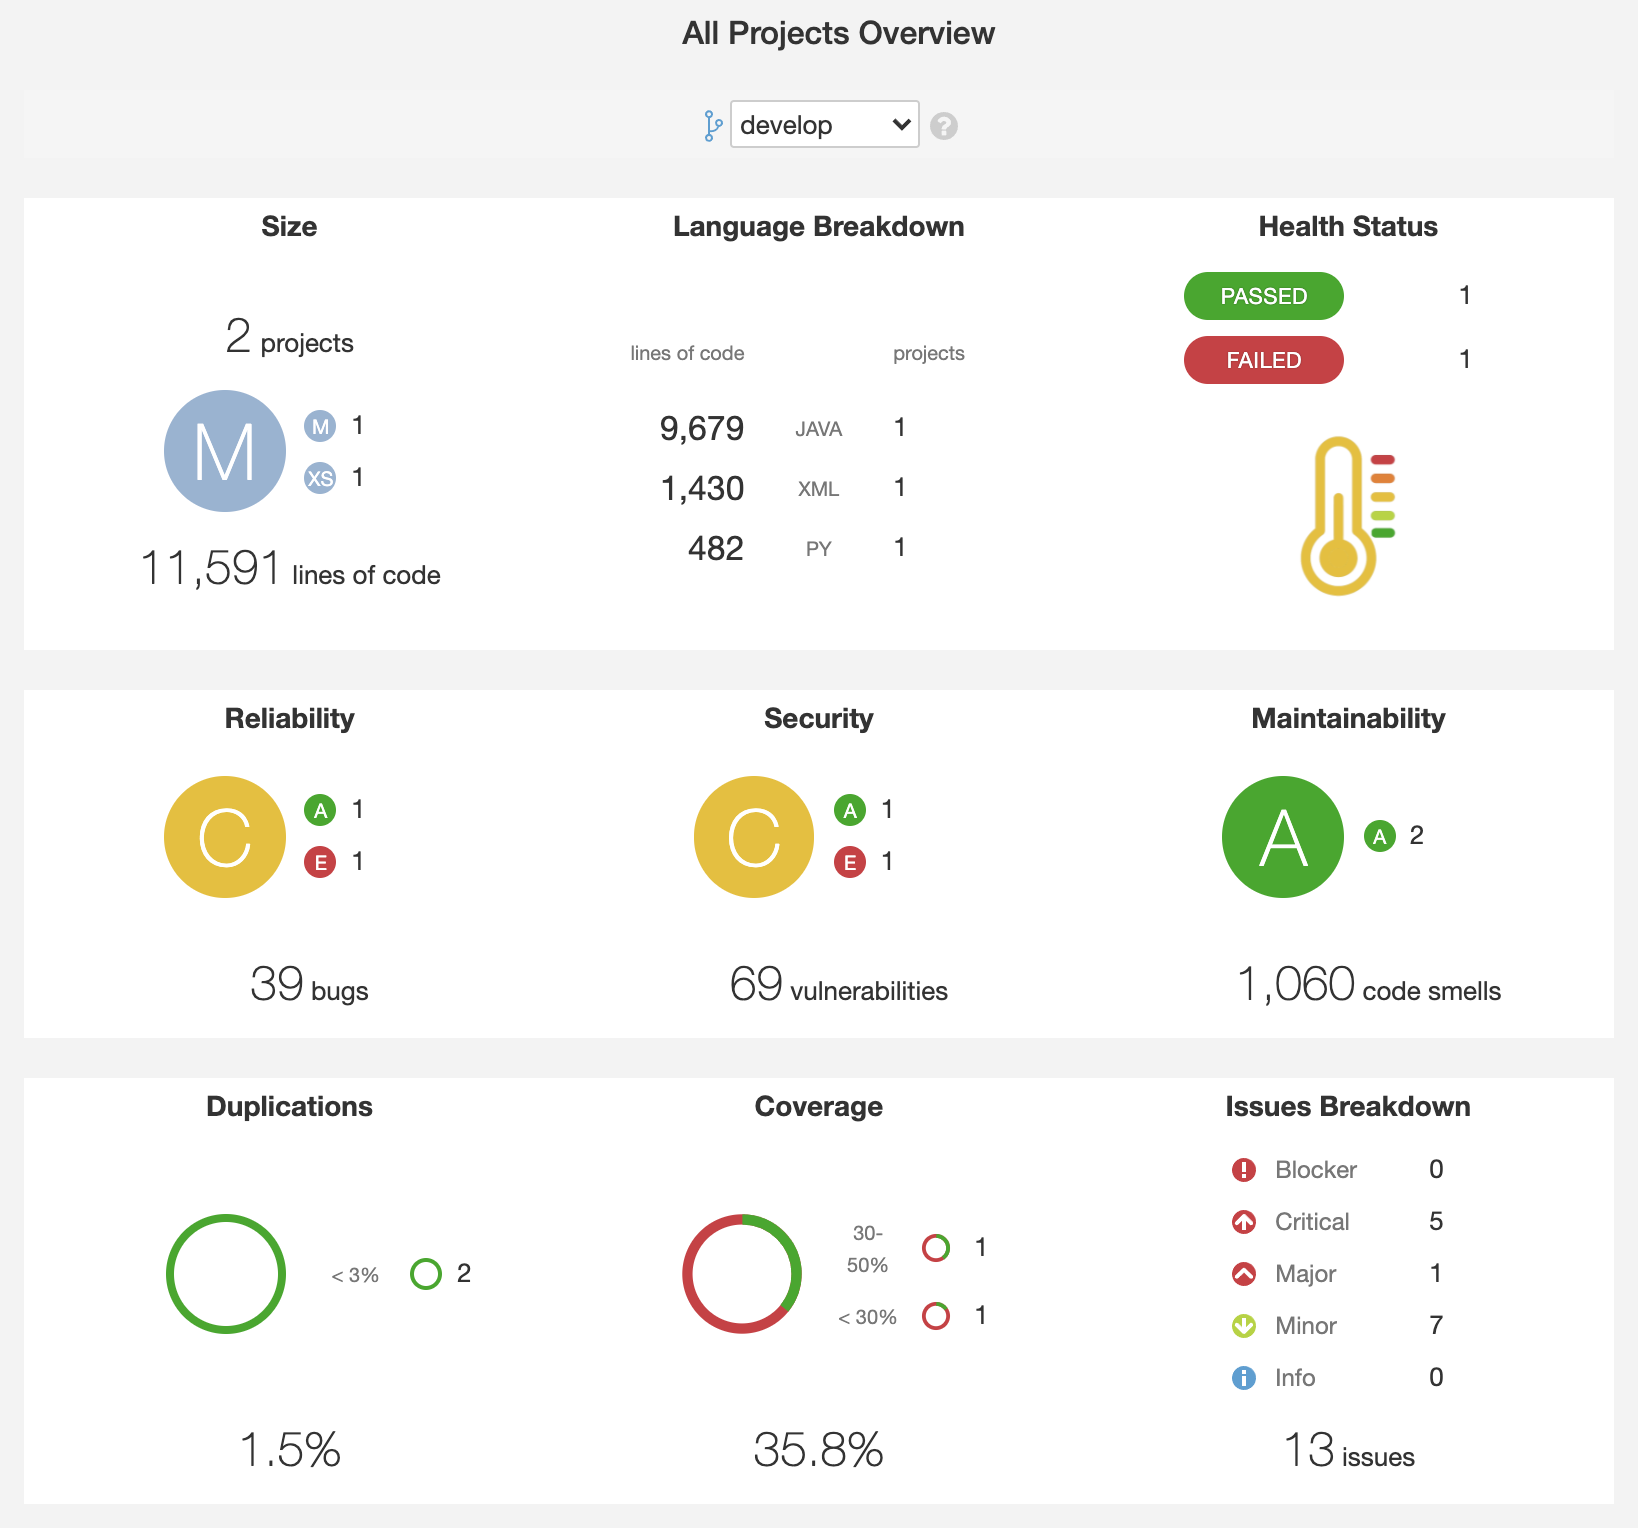 All Projects Overview
develop
?
Size
2 projects
M
M 1
XS 1
11,591 lines of code
Language Breakdown
lines of code projects
9,679 JAVA 1
1,430 XML 1
482 PY 1
Health Status
PASSED 1
FAILED 1
Reliability
C
A 1
E 1
39 bugs
Security
C
A 1
E 1
69 vulnerabilities
Maintainability
A
A 2
1,060 code smells
Duplications
< 3% 2
1.5%
Coverage
30-
50% 1
< 30% 1
35.8%
Issues Breakdown
Blocker 0
Critical 5
Major 1
Minor 7
Info 0
13 issues